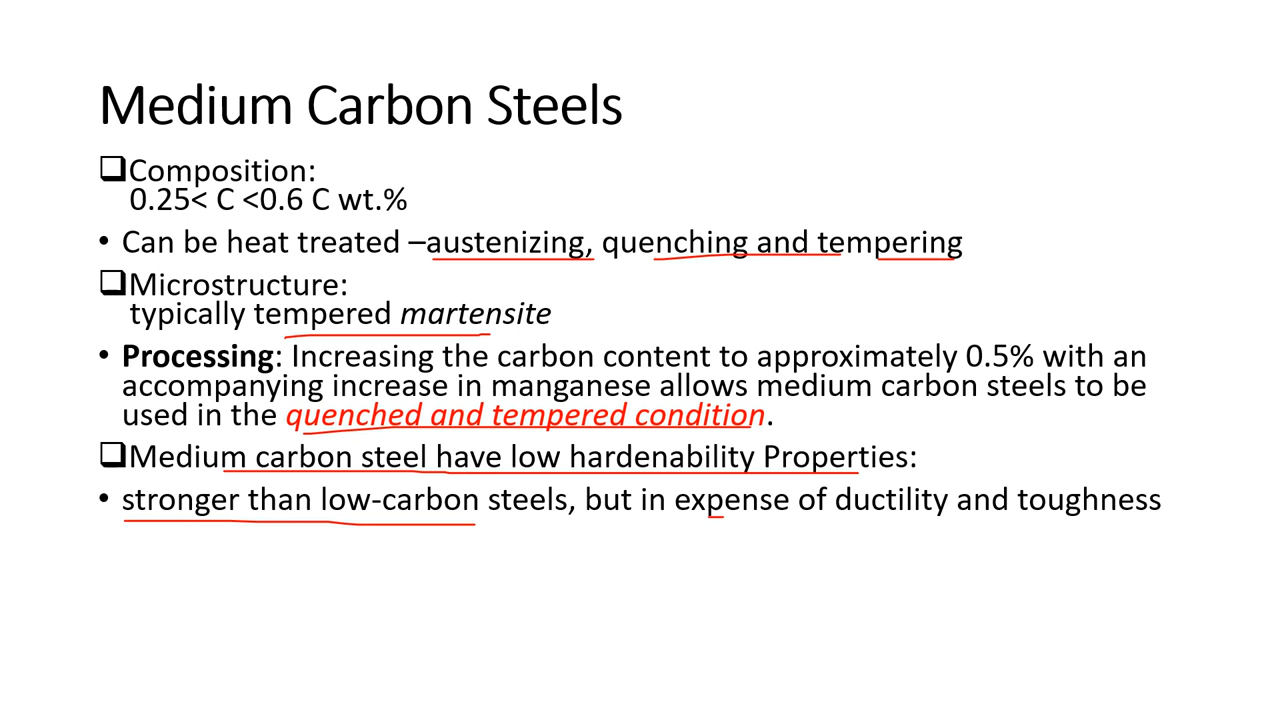 Medium Carbon Steels
❑Composition:
0.25< C <0.6 C wt.%
• Can be heat treated –austenizing, quenching and tempering
❑Microstructure:
typically tempered martensite
• Processing: Increasing the carbon content to approximately 0.5% with an
accompanying increase in manganese allows medium carbon steels to be
used in the quenched and tempered condition.
❑Medium carbon steel have low hardenability Properties:
• stronger than low-carbon steels, but in expense of ductility and toughness